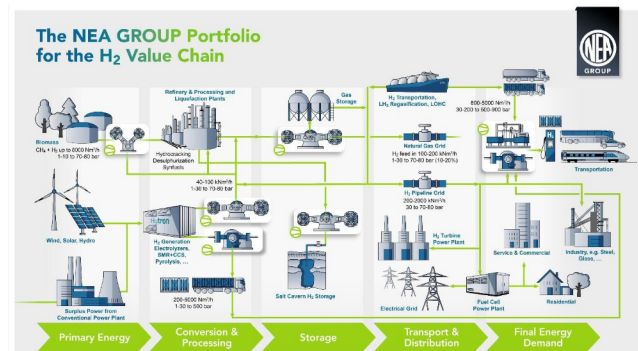 The NEA GROUP Portfolio
for the H₂ Value Chain
NEA
GROUP
Refinery & Processing and
Liquefaction Plants
Gas
Storage
H₂ Transportation,
LH₂ Regasification, LOHC
600-5000 Nm³/h
30-200 to 500-900 bar
Biomass
CH₄ + H₂ up to 8000 Nm³/h
1-10 to 70-80 bar
Hydrocracking
Desulphurization
Synfuels
Natural Gas Grid
H₂ feed in 100-200 kNm³/h
1-30 to 70-80 bar (10-20%)
H₂
Transportation
40-100 kNm³/h
1-30 to 70-80 bar
H₂ Pipeline Grid
200-2000 kNm³/h
30 to 70-80 bar
Wind, Solar, Hydro
H₂ Generation
Electrolyzers,
SMR+CCS,
Pyrolysis, ...
H₂ Turbine
Power Plant
Service & Commercial
Industry, e.g. Steel,
Glass, ...
Salt Cavern H₂ Storage
200-5000 Nm³/h
1-30 to 500 bar
Surplus Power from
Conventional Power Plant
Electrical Grid
Fuel Cell
Power Plant
Residential
Primary Energy
Conversion &
Processing
Storage
Transport &
Distribution
Final Energy
Demand